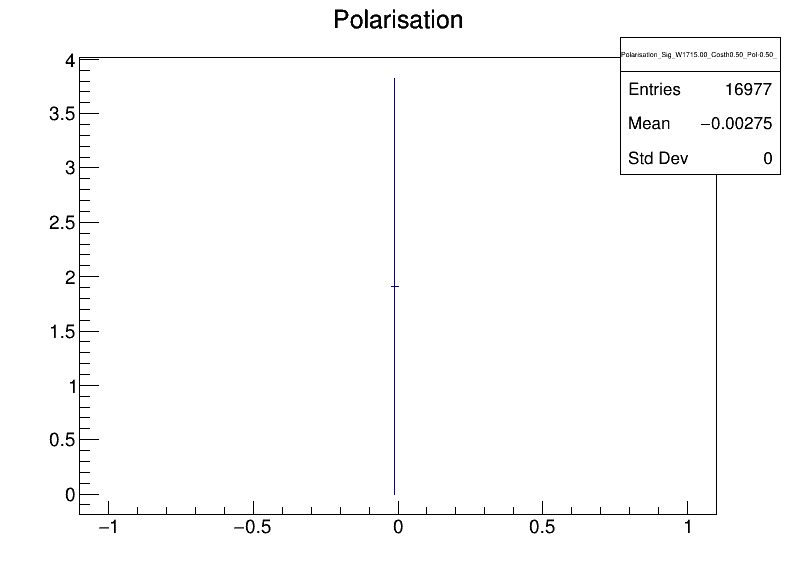 Polarisation
Polarisation_Sig_W1715.00_Costh0.50_Pol-0.50_
Entries 16977
Mean −0.00275
Std Dev 0
4
3.5
3
2.5
2
1.5
1
0.5
0
−1 −0.5 0 0.5 1